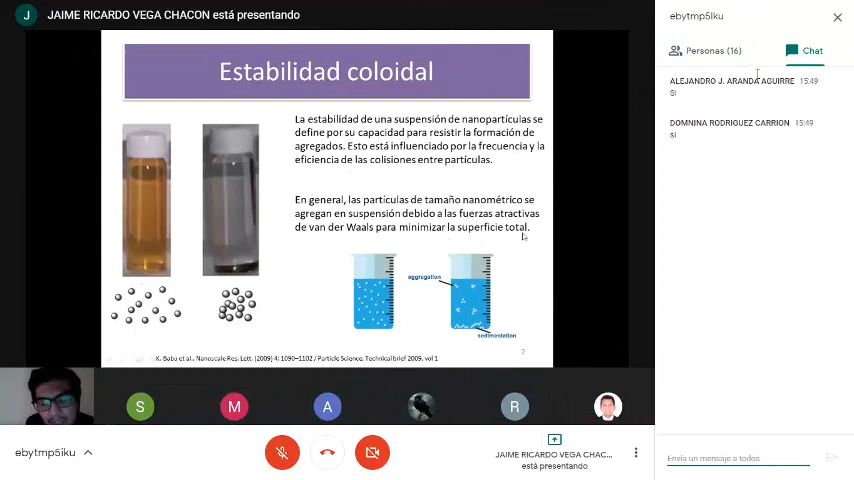 J JAIME RICARDO VEGA CHACON está presentando
Estabilidad coloidal
La estabilidad de una suspensión de nanopartículas se
define por su capacidad para resistir la formación de
agregados. Esto está influenciado por la frecuencia y la
eficiencia de las colisiones entre partículas.
En general, las partículas de tamaño nanométrico se
agregan en suspensión debido a las fuerzas atractivas
de van der Waals para minimizar la superficie total.
aggregation
sedimentation
2
K. Babu et al., Nanoscale Res. Lett. (2009) 4: 1090–1102 / Particle Science, Technical brief 2009, vol 1
S
M
A
R
ebytmp5iku
JAIME RICARDO VEGA CHAC...
está presentando
ebytmp5iku
Personas (16)
Chat
ALEJANDRO J. ARANDA AGUIRRE 15:49
SI
DOMNINA RODRIGUEZ CARRION 15:49
si
Envía un mensaje a todos